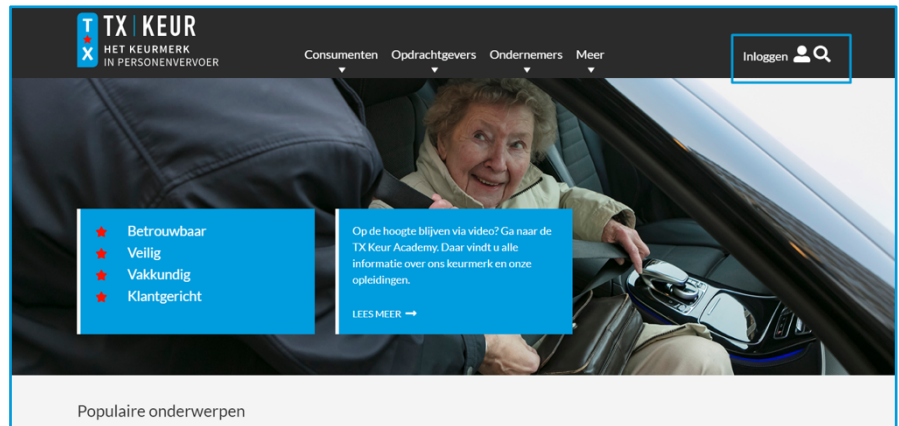 TX | KEUR
HET KEURMERK
IN PERSONENVERVOER
Consumenten Opdrachtgevers Ondernemers Meer
Inloggen
Betrouwbaar
Veilig
Vakkundig
Klantgericht
Op de hoogte blijven via video? Ga naar de
TX Keur Academy. Daar vindt u alle
informatie over ons keurmerk en onze
opleidingen.
LEES MEER →
Populaire onderwerpen